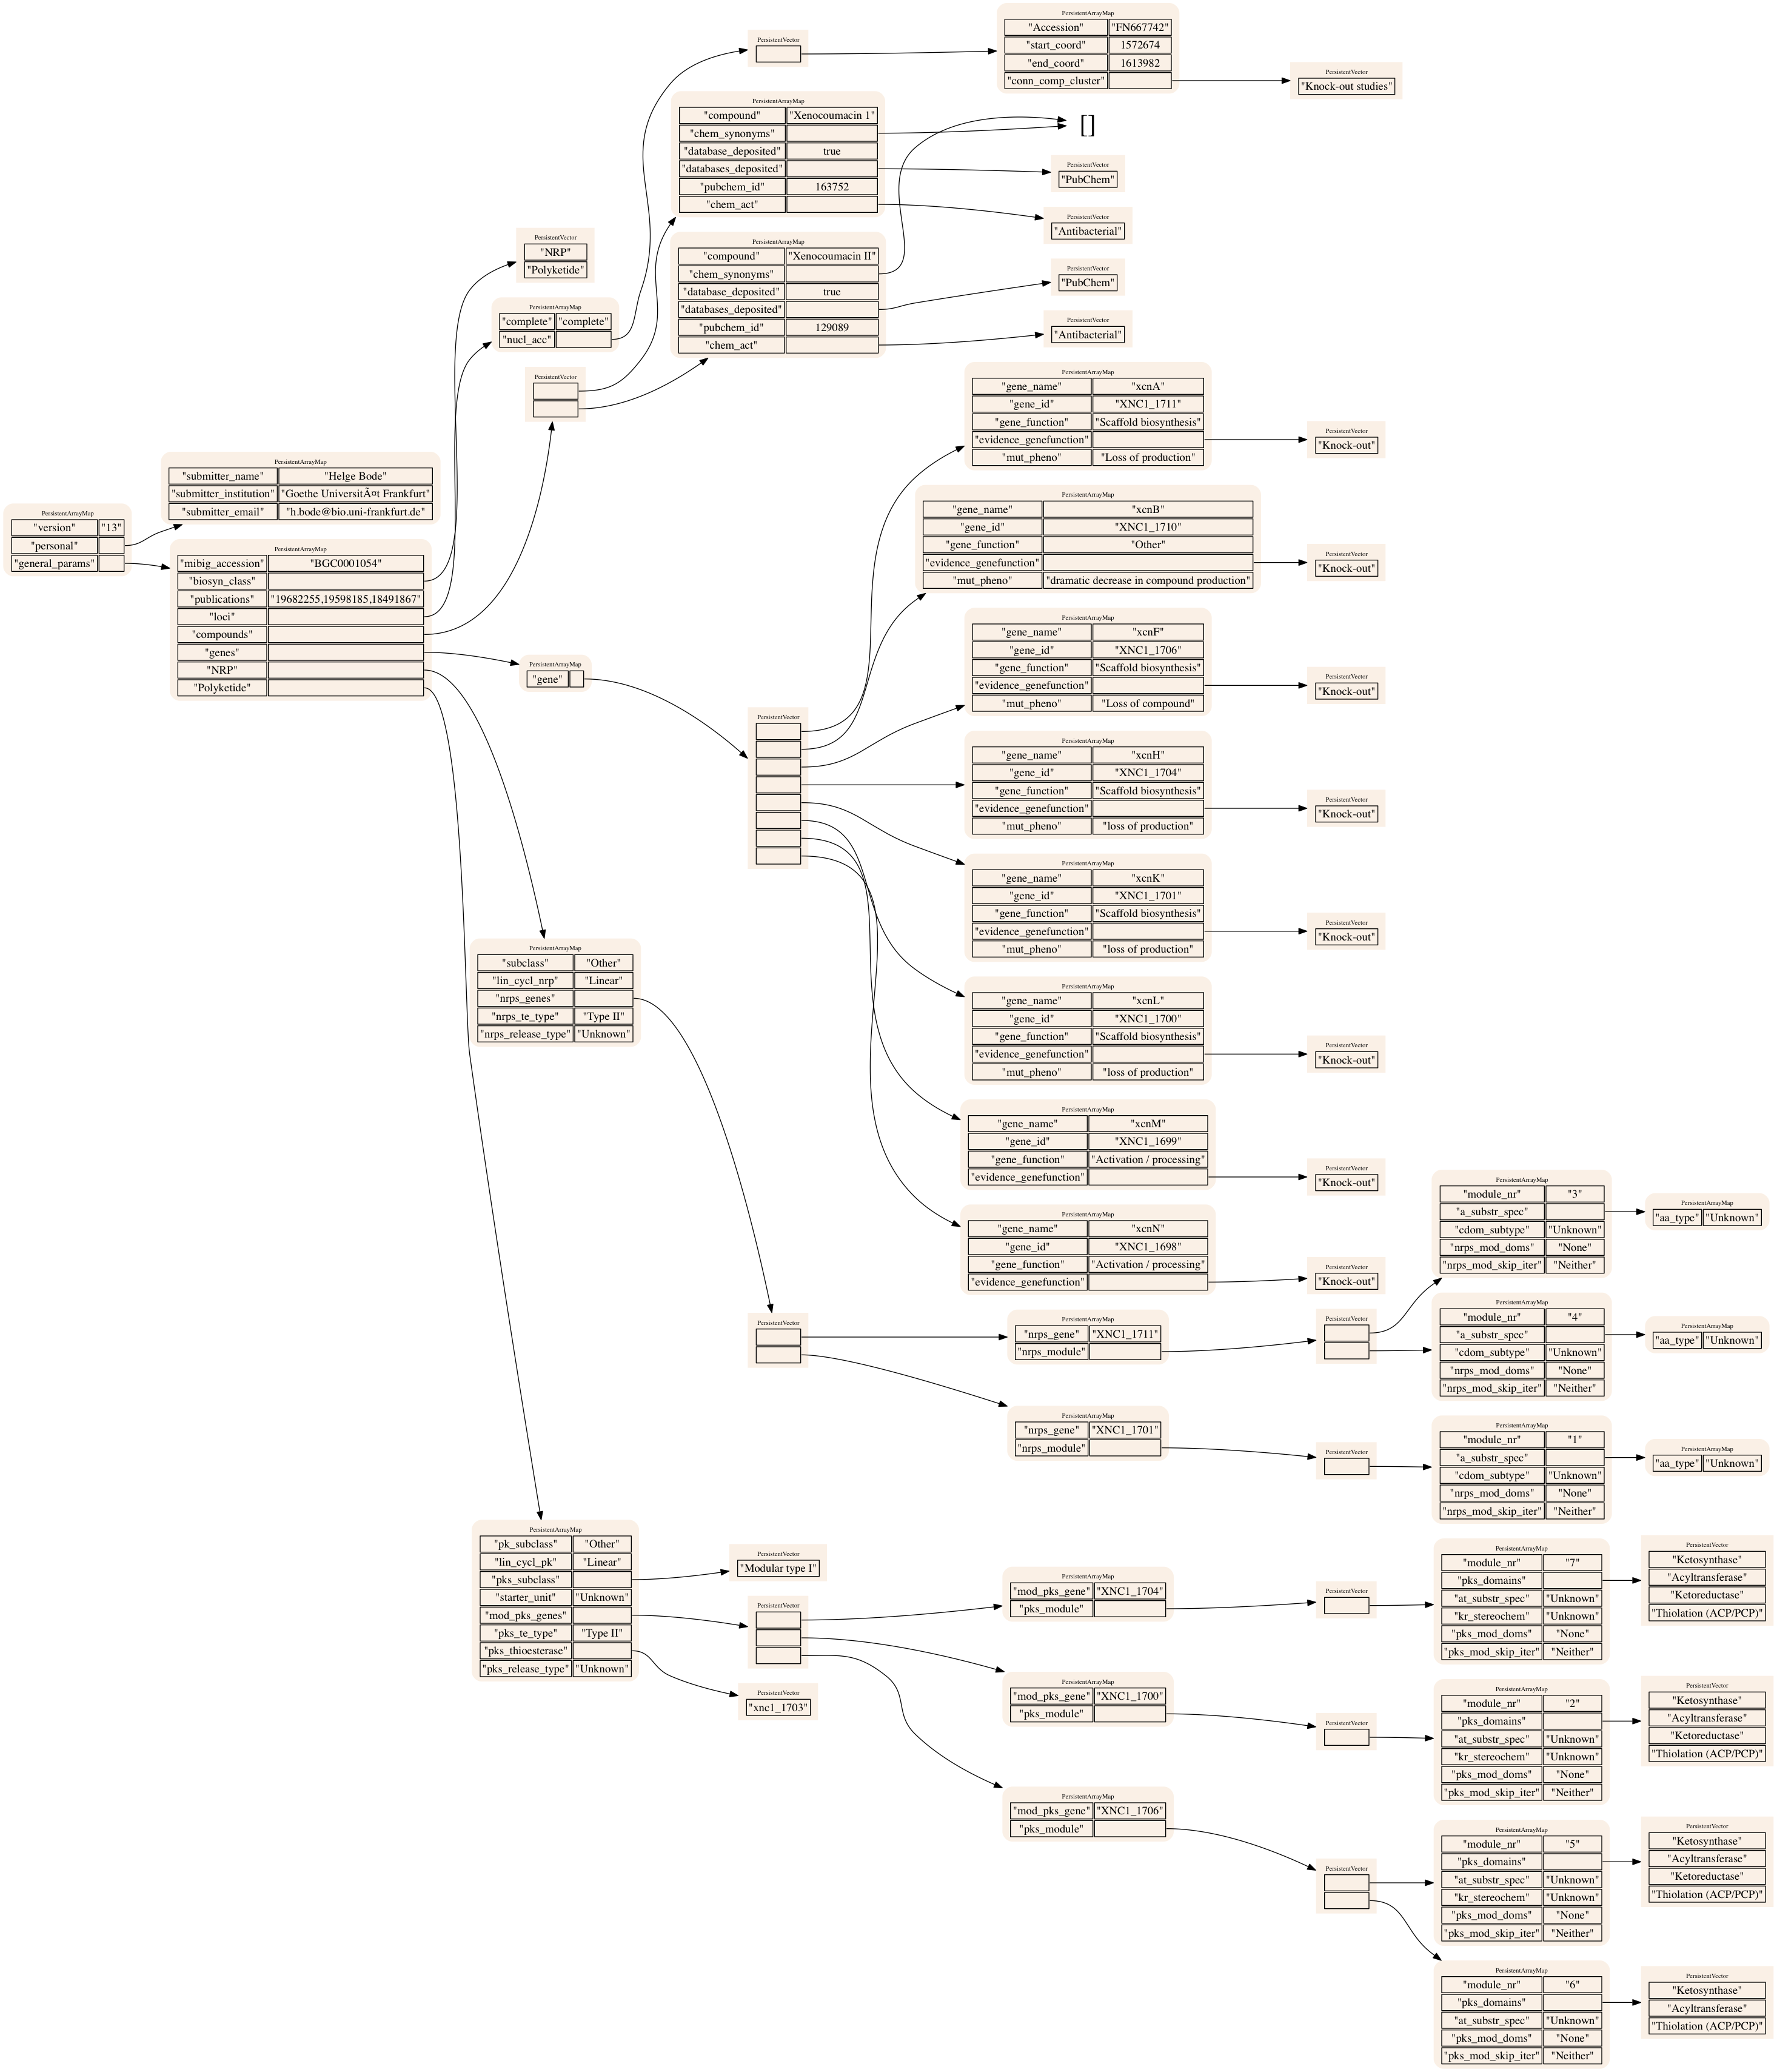 PersistentArrayMap
"version" "13"
"personal"
"general_params"
PersistentArrayMap
"submitter_name" "Helge Bode"
"submitter_institution" "Goethe UniversitÃ¤t Frankfurt"
"submitter_email" "h.bode@bio.uni-frankfurt.de"
PersistentArrayMap
"mibig_accession" "BGC0001054"
"biosyn_class"
"publications" "19682255,19598185,18491867"
"loci"
"compounds"
"genes"
"NRP"
"Polyketide"
PersistentVector
"NRP"
"Polyketide"
PersistentArrayMap
"complete" "complete"
"nucl_acc"
PersistentVector
PersistentArrayMap
"Accession" "FN667742"
"start_coord" 1572674
"end_coord" 1613982
"conn_comp_cluster"
PersistentVector
"Knock-out studies"
PersistentVector
PersistentArrayMap
"compound" "Xenocoumacin 1"
"chem_synonyms"
"database_deposited" true
"databases_deposited"
"pubchem_id" 163752
"chem_act"
[]
PersistentVector
"PubChem"
PersistentVector
"Antibacterial"
PersistentArrayMap
"compound" "Xenocoumacin II"
"chem_synonyms"
"database_deposited" true
"databases_deposited"
"pubchem_id" 129089
"chem_act"
PersistentVector
"PubChem"
PersistentVector
"Antibacterial"
PersistentArrayMap
"gene"
PersistentVector
PersistentArrayMap
"gene_name" "xcnA"
"gene_id" "XNC1_1711"
"gene_function" "Scaffold biosynthesis"
"evidence_genefunction"
"mut_pheno" "Loss of production"
PersistentVector
"Knock-out"
PersistentArrayMap
"gene_name" "xcnB"
"gene_id" "XNC1_1710"
"gene_function" "Other"
"evidence_genefunction"
"mut_pheno" "dramatic decrease in compound production"
PersistentVector
"Knock-out"
PersistentArrayMap
"gene_name" "xcnF"
"gene_id" "XNC1_1706"
"gene_function" "Scaffold biosynthesis"
"evidence_genefunction"
"mut_pheno" "Loss of compound"
PersistentVector
"Knock-out"
PersistentArrayMap
"gene_name" "xcnH"
"gene_id" "XNC1_1704"
"gene_function" "Scaffold biosynthesis"
"evidence_genefunction"
"mut_pheno" "loss of production"
PersistentVector
"Knock-out"
PersistentArrayMap
"gene_name" "xcnK"
"gene_id" "XNC1_1701"
"gene_function" "Scaffold biosynthesis"
"evidence_genefunction"
"mut_pheno" "loss of production"
PersistentVector
"Knock-out"
PersistentArrayMap
"gene_name" "xcnL"
"gene_id" "XNC1_1700"
"gene_function" "Scaffold biosynthesis"
"evidence_genefunction"
"mut_pheno" "loss of production"
PersistentVector
"Knock-out"
PersistentArrayMap
"gene_name" "xcnM"
"gene_id" "XNC1_1699"
"gene_function" "Activation / processing"
"evidence_genefunction"
PersistentVector
"Knock-out"
PersistentArrayMap
"gene_name" "xcnN"
"gene_id" "XNC1_1698"
"gene_function" "Activation / processing"
"evidence_genefunction"
PersistentVector
"Knock-out"
PersistentArrayMap
"subclass" "Other"
"lin_cycl_nrp" "Linear"
"nrps_genes"
"nrps_te_type" "Type II"
"nrps_release_type" "Unknown"
PersistentVector
PersistentArrayMap
"nrps_gene" "XNC1_1711"
"nrps_module"
PersistentVector
PersistentArrayMap
"module_nr" "3"
"a_substr_spec"
"cdom_subtype" "Unknown"
"nrps_mod_doms" "None"
"nrps_mod_skip_iter" "Neither"
PersistentArrayMap
"aa_type" "Unknown"
PersistentArrayMap
"module_nr" "4"
"a_substr_spec"
"cdom_subtype" "Unknown"
"nrps_mod_doms" "None"
"nrps_mod_skip_iter" "Neither"
PersistentArrayMap
"aa_type" "Unknown"
PersistentArrayMap
"nrps_gene" "XNC1_1701"
"nrps_module"
PersistentVector
PersistentArrayMap
"module_nr" "1"
"a_substr_spec"
"cdom_subtype" "Unknown"
"nrps_mod_doms" "None"
"nrps_mod_skip_iter" "Neither"
PersistentArrayMap
"aa_type" "Unknown"
PersistentArrayMap
"pk_subclass" "Other"
"lin_cycl_pk" "Linear"
"pks_subclass"
"starter_unit" "Unknown"
"mod_pks_genes"
"pks_te_type" "Type II"
"pks_thioesterase"
"pks_release_type" "Unknown"
PersistentVector
"Modular type I"
PersistentVector
PersistentVector
"xnc1_1703"
PersistentArrayMap
"mod_pks_gene" "XNC1_1704"
"pks_module"
PersistentVector
PersistentArrayMap
"module_nr" "7"
"pks_domains"
"at_substr_spec" "Unknown"
"kr_stereochem" "Unknown"
"pks_mod_doms" "None"
"pks_mod_skip_iter" "Neither"
PersistentVector
"Ketosynthase"
"Acyltransferase"
"Ketoreductase"
"Thiolation (ACP/PCP)"
PersistentArrayMap
"mod_pks_gene" "XNC1_1700"
"pks_module"
PersistentVector
PersistentArrayMap
"module_nr" "2"
"pks_domains"
"at_substr_spec" "Unknown"
"kr_stereochem" "Unknown"
"pks_mod_doms" "None"
"pks_mod_skip_iter" "Neither"
PersistentVector
"Ketosynthase"
"Acyltransferase"
"Ketoreductase"
"Thiolation (ACP/PCP)"
PersistentArrayMap
"mod_pks_gene" "XNC1_1706"
"pks_module"
PersistentVector
PersistentArrayMap
"module_nr" "5"
"pks_domains"
"at_substr_spec" "Unknown"
"kr_stereochem" "Unknown"
"pks_mod_doms" "None"
"pks_mod_skip_iter" "Neither"
PersistentVector
"Ketosynthase"
"Acyltransferase"
"Ketoreductase"
"Thiolation (ACP/PCP)"
PersistentArrayMap
"module_nr" "6"
"pks_domains"
"at_substr_spec" "Unknown"
"pks_mod_doms" "None"
"pks_mod_skip_iter" "Neither"
PersistentVector
"Ketosynthase"
"Acyltransferase"
"Thiolation (ACP/PCP)"